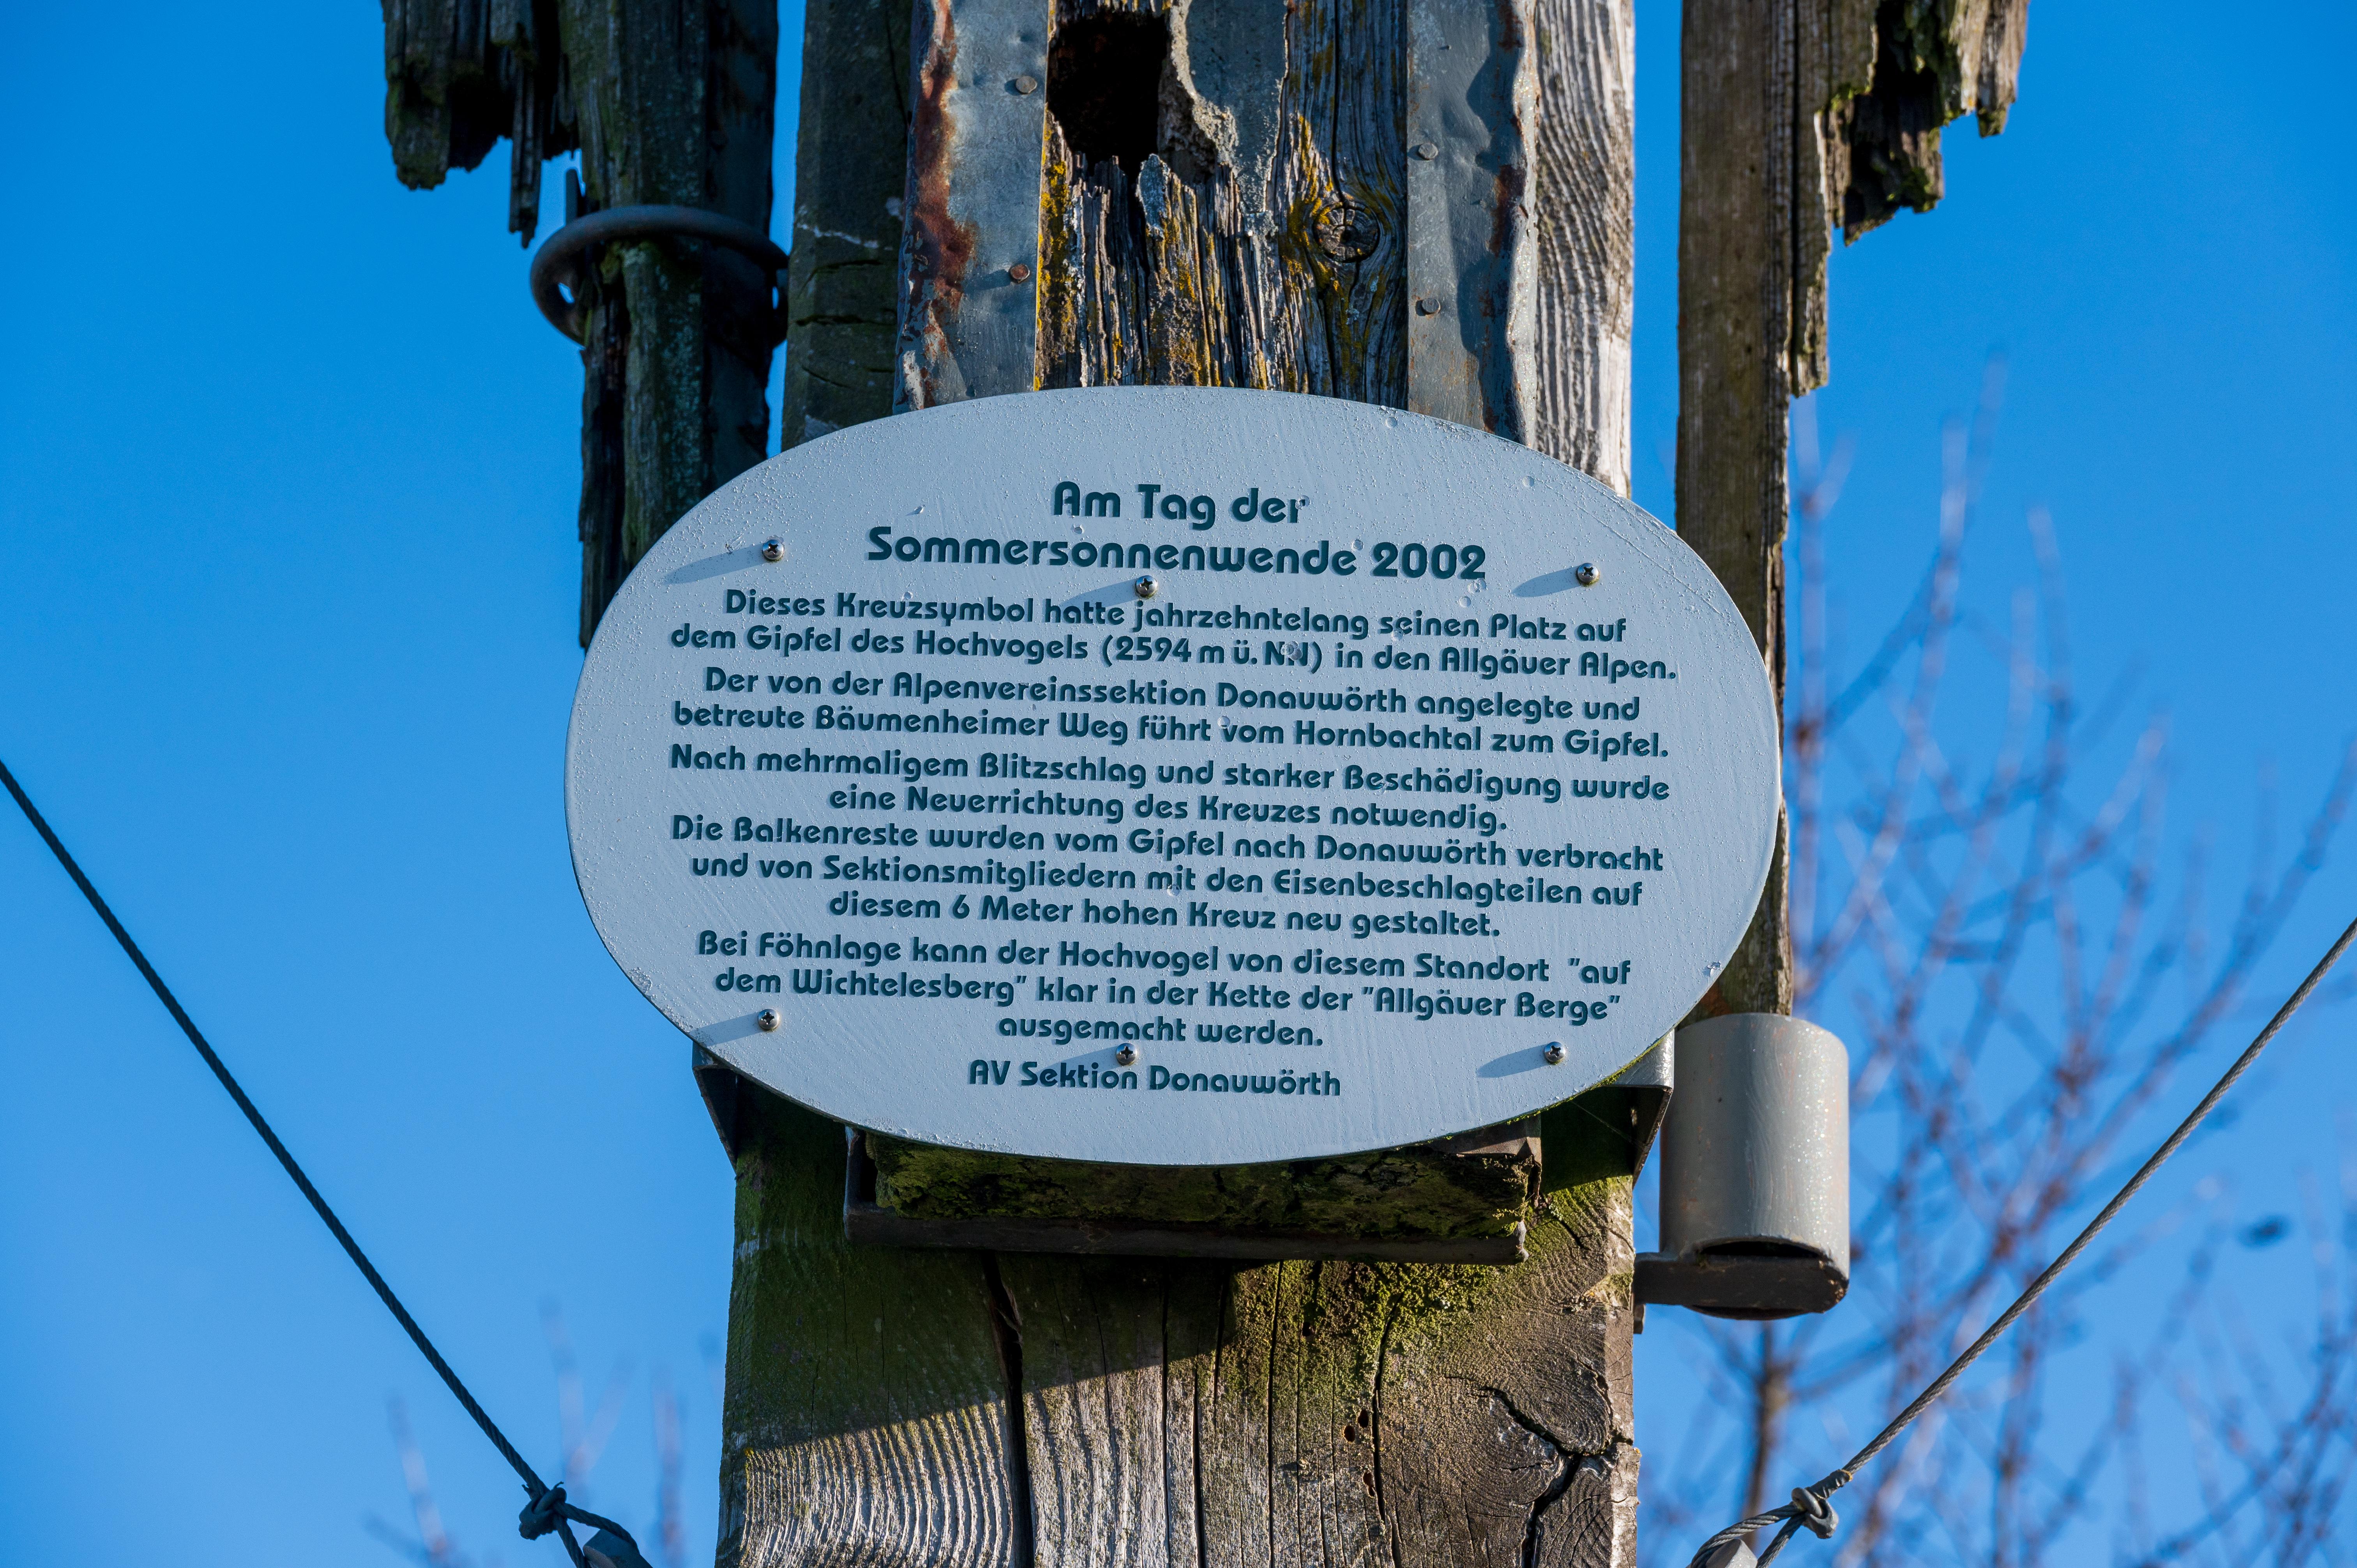 Am Tag der
Sommersonnenwende 2002
Dieses Kreuzsymbol hatte jahrzehntelang seinen Platz auf
dem Gipfel des Hochvogels (2594 m ü. NN) in den Allgäuer Alpen.
Der von der Alpenvereinssektion Donauwörth angelegte und
betreute Bäumenheimer Weg führt vom Hornbachtal zum Gipfel.
Nach mehrmaligem Blitzschlag und starker Beschädigung wurde
eine Neuerrichtung des Kreuzes notwendig.
Die Balkenreste wurden vom Gipfel nach Donauwörth verbracht
und von Sektionsmitgliedern mit den Eisenbeschlagteilen auf
diesem 6 Meter hohen Kreuz neu gestaltet.
Bei Föhnlage kann der Hochvogel von diesem Standort "auf
dem Wichtelesberg" klar in der Kette der "Allgäuer Berge"
ausgemacht werden.
AV Sektion Donauwörth